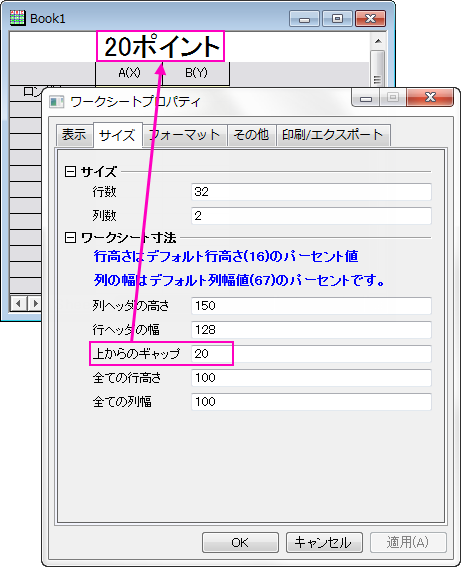 Book1
20ポイント
A(X) B(Y)
ロングネ
ワークシートプロパティ
表示 サイズ フォーマット その他 印刷/エクスポート
サイズ
行数 32
列数 2
ワークシート寸法
行高さはデフォルト行高さ(16)のパーセント値
列の幅はデフォルト列幅値(67)のパーセントです。
列ヘッダの高さ 150
行ヘッダの幅 128
上からのギャップ 20
全ての行高さ 100
全ての列幅 100
OK キャンセル 適用(A)